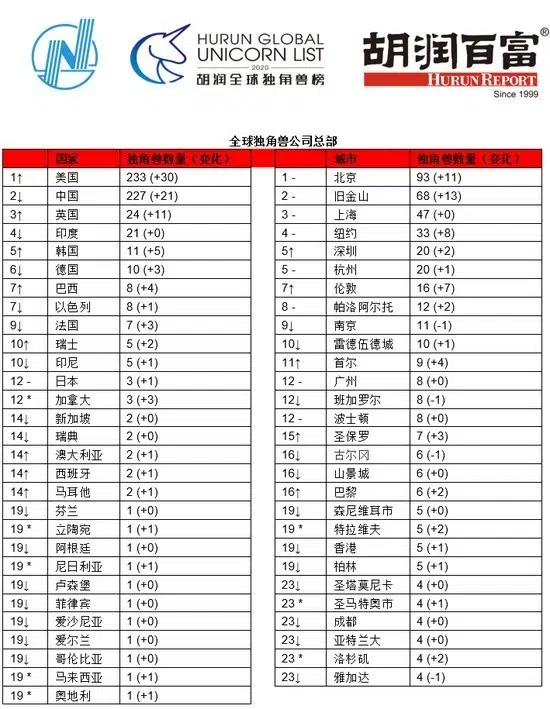 HURUN GLOBAL
UNICORN LIST
2020
胡润全球独角兽榜
胡润百富®
HURUN REPORT
Since 1999
全球独角兽公司总部
国家 独角兽数量（变化）
1↑ 美国 233 (+30)
2↓ 中国 227 (+21)
3↑ 英国 24 (+11)
4↓ 印度 21 (+0)
5↑ 韩国 11 (+5)
6↓ 德国 10 (+3)
7↑ 巴西 8 (+4)
7↓ 以色列 8 (+1)
9↓ 法国 7 (+3)
10↑ 瑞士 5 (+2)
10↓ 印尼 5 (+1)
12 - 日本 3 (+1)
12 * 加拿大 3 (+3)
14↓ 新加坡 2 (+0)
14↓ 瑞典 2 (+0)
14↑ 澳大利亚 2 (+1)
14↑ 西班牙 2 (+1)
14↑ 马耳他 2 (+1)
19↓ 芬兰 1 (+0)
19 * 立陶宛 1 (+1)
19↓ 阿根廷 1 (+0)
19 * 尼日利亚 1 (+1)
19↓ 卢森堡 1 (+0)
19↓ 菲律宾 1 (+0)
19↓ 爱沙尼亚 1 (+0)
19↓ 爱尔兰 1 (+0)
19↓ 哥伦比亚 1 (+0)
19 * 马来西亚 1 (+1)
19 * 奥地利 1 (+1)
城市 独角兽数量（变化）
1 - 北京 93 (+11)
2 - 旧金山 68 (+13)
3 - 上海 47 (+0)
4 - 纽约 33 (+8)
5↑ 深圳 20 (+2)
5 - 杭州 20 (+1)
7↑ 伦敦 16 (+7)
8 - 帕洛阿尔托 12 (+2)
9↓ 南京 11 (-1)
10↓ 雷德伍德城 10 (+1)
11↑ 首尔 9 (+4)
12 - 广州 8 (+0)
12↓ 班加罗尔 8 (-1)
12 - 波士顿 8 (+0)
15↑ 圣保罗 7 (+3)
16↓ 古尔冈 6 (-1)
16↓ 山景城 6 (+0)
16↑ 巴黎 6 (+2)
19↓ 森尼维耳市 5 (+0)
19 * 特拉维夫 5 (+2)
19↓ 香港 5 (+1)
19↓ 柏林 5 (+1)
23↓ 圣塔莫尼卡 4 (+0)
23 * 圣马特奥市 4 (+1)
23↓ 成都 4 (+0)
23↓ 亚特兰大 4 (+0)
23 * 洛杉矶 4 (+2)
23↓ 雅加达 4 (-1)